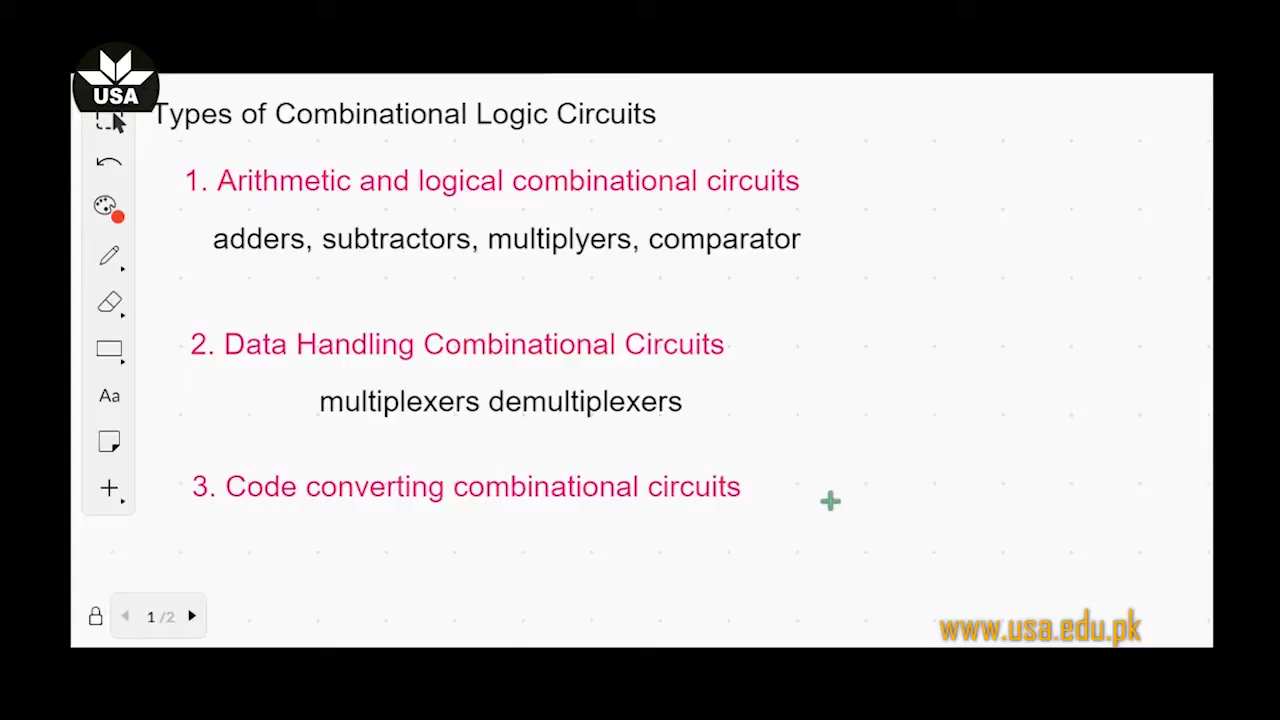 USA
Types of Combinational Logic Circuits
1. Arithmetic and logical combinational circuits
adders, subtractors, multiplyers, comparator
2. Data Handling Combinational Circuits
multiplexers demultiplexers
3. Code converting combinational circuits
Aa
1 /2
www.usa.edu.pk